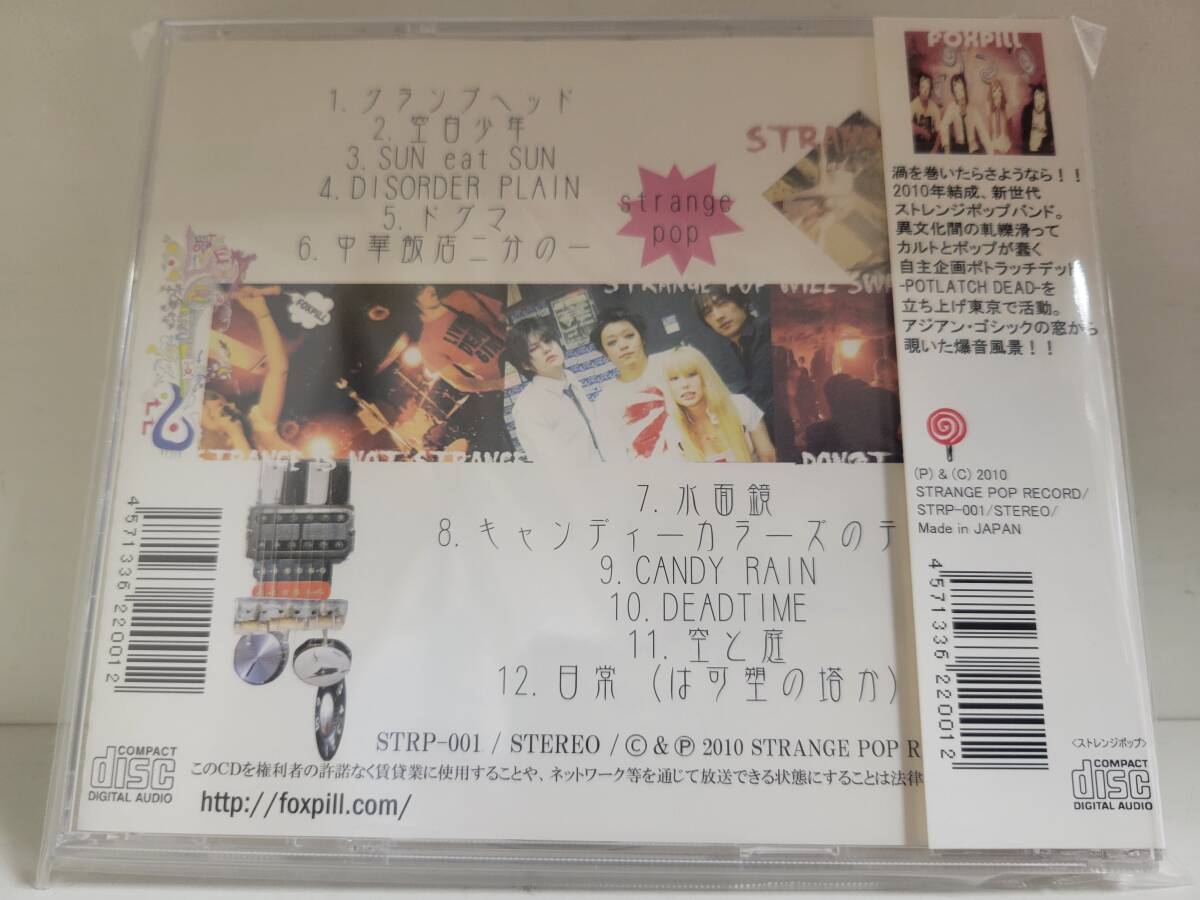 1. クランプヘッド
2. 空白少年
3. SUN eat SUN
4. DISORDER PLAIN
5. ドグマ
6. 中華飯店二分の一
strange
pop
FOXPILL
STRANGE POP WILL SWA
STRANGE IS NOT STRANGE
7. 水面鏡
8. キャンディーカラーズのテ
9. CANDY RAIN
10. DEADTIME
11. 空と庭
12. 日常 (は可塑の塔か)
STRP-001 / STEREO / Ⓒ & Ⓟ 2010 STRANGE POP R
このCDを権利者の許諾なく賃貸業に使用することや、ネットワーク等を通じて放送できる状態にすることは法律
http://foxpill.com/
COMPACT
disc
DIGITAL AUDIO
4571336220012
FOXPILL
渦を巻いたらさようなら!!
2010年結成、新世代
ストレンジポップバンド。
異文化間の軋轢滑って
カルトとポップが蠢く
自主企画ポトラッチデッド
-POTLATCH DEAD-を
立ち上げ東京で活動。
アジアン・ゴシックの窓から
覗いた爆音風景!!
(P) & (C) 2010
STRANGE POP RECORD/
STRP-001/STEREO/
Made in JAPAN
4571336220012
<ストレンジポップ>
COMPACT
disc
DIGITAL AUDIO